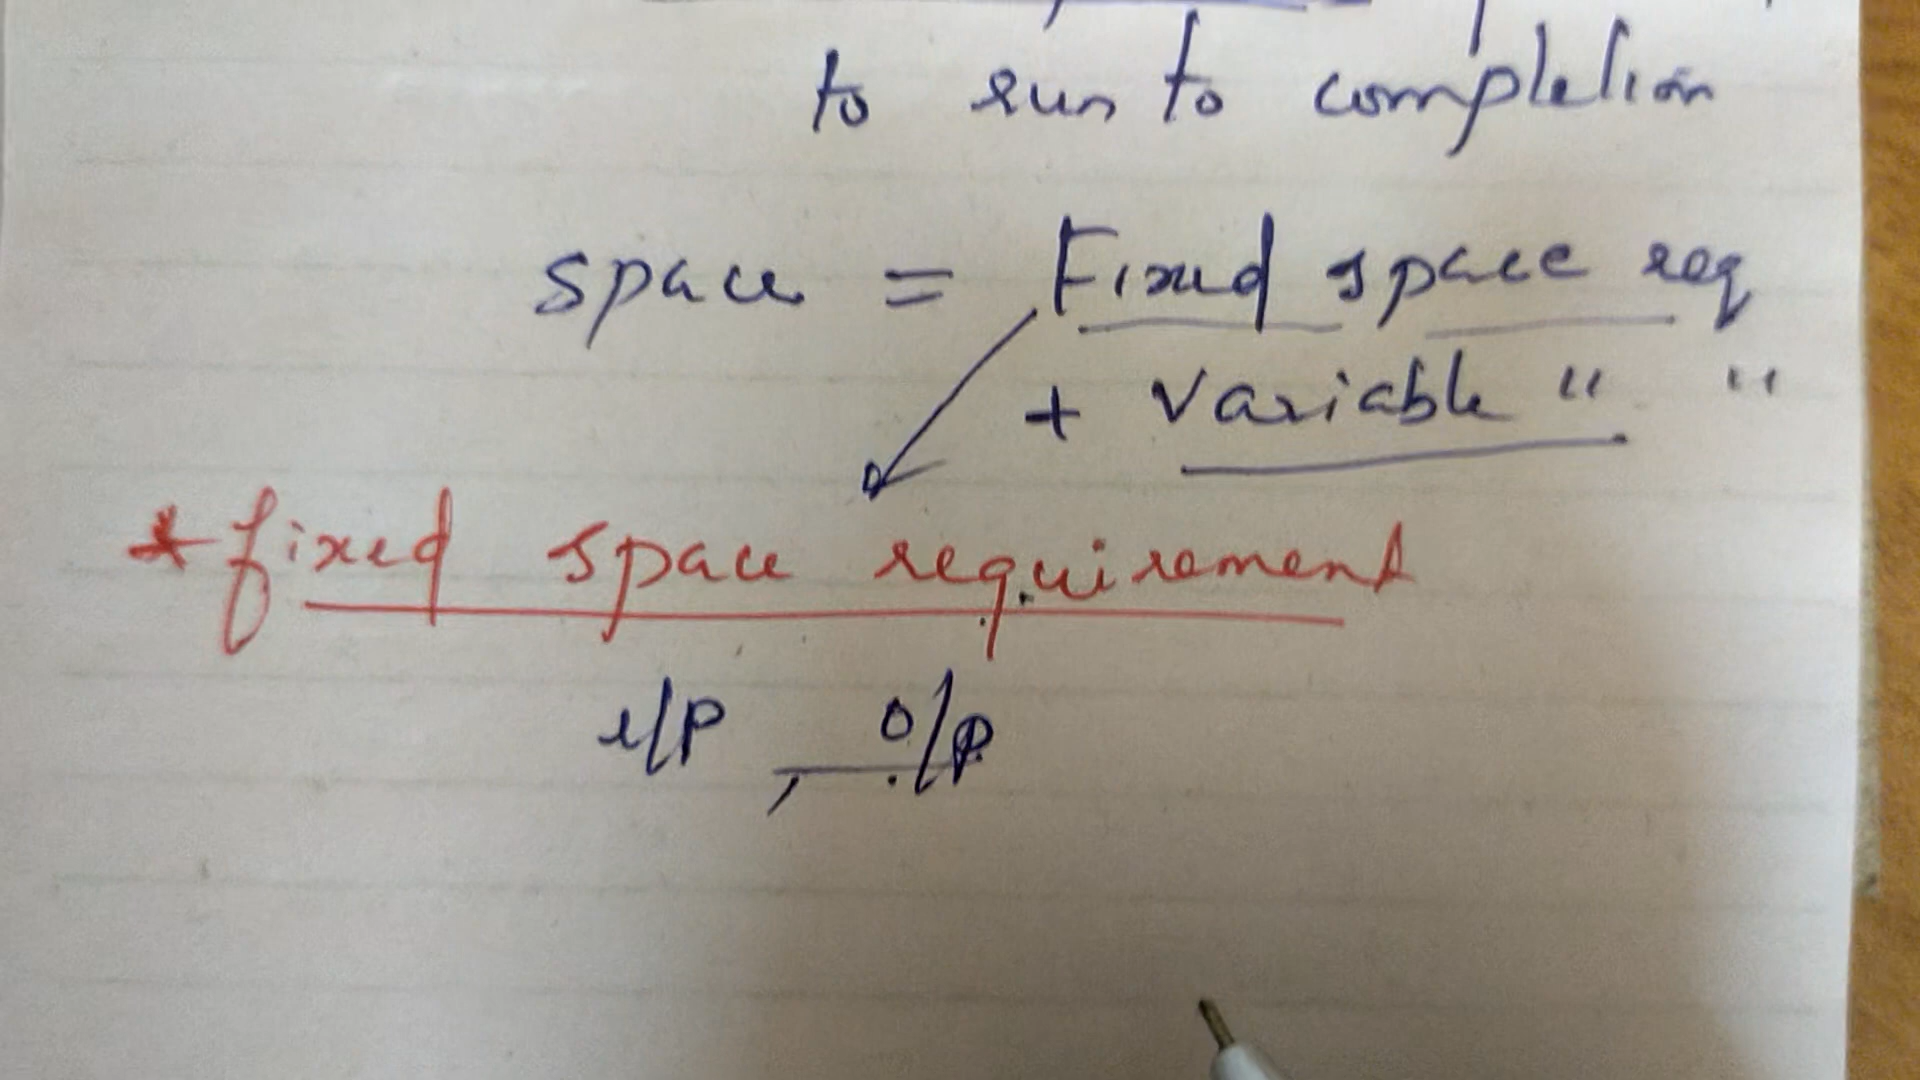 to run to completion
space = Fixed space req
+ Variable " "
* fixed space requirement
i/P , O/P